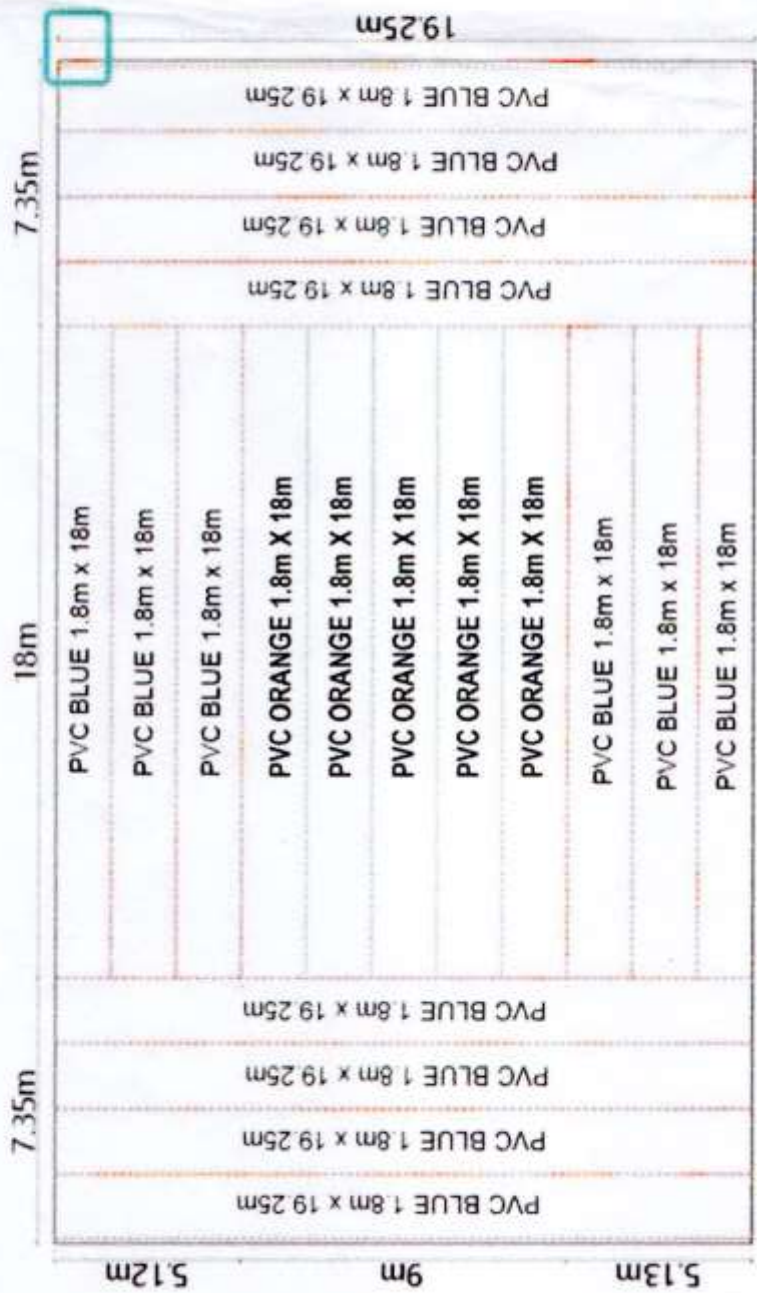 19.25m
7.35m
PVC BLUE 1.8m x 19.25m
PVC BLUE 1.8m x 19.25m
PVC BLUE 1.8m x 19.25m
PVC BLUE 1.8m x 19.25m
18m
PVC BLUE 1.8m x 18m
PVC BLUE 1.8m x 18m
PVC BLUE 1.8m x 18m
PVC ORANGE 1.8m X 18m
PVC ORANGE 1.8m X 18m
PVC ORANGE 1.8m X 18m
PVC ORANGE 1.8m X 18m
PVC ORANGE 1.8m X 18m
PVC BLUE 1.8m x 18m
PVC BLUE 1.8m x 18m
PVC BLUE 1.8m x 18m
7.35m
PVC BLUE 1.8m x 19.25m
PVC BLUE 1.8m x 19.25m
PVC BLUE 1.8m x 19.25m
PVC BLUE 1.8m x 19.25m
5.12m
9m
5.13m